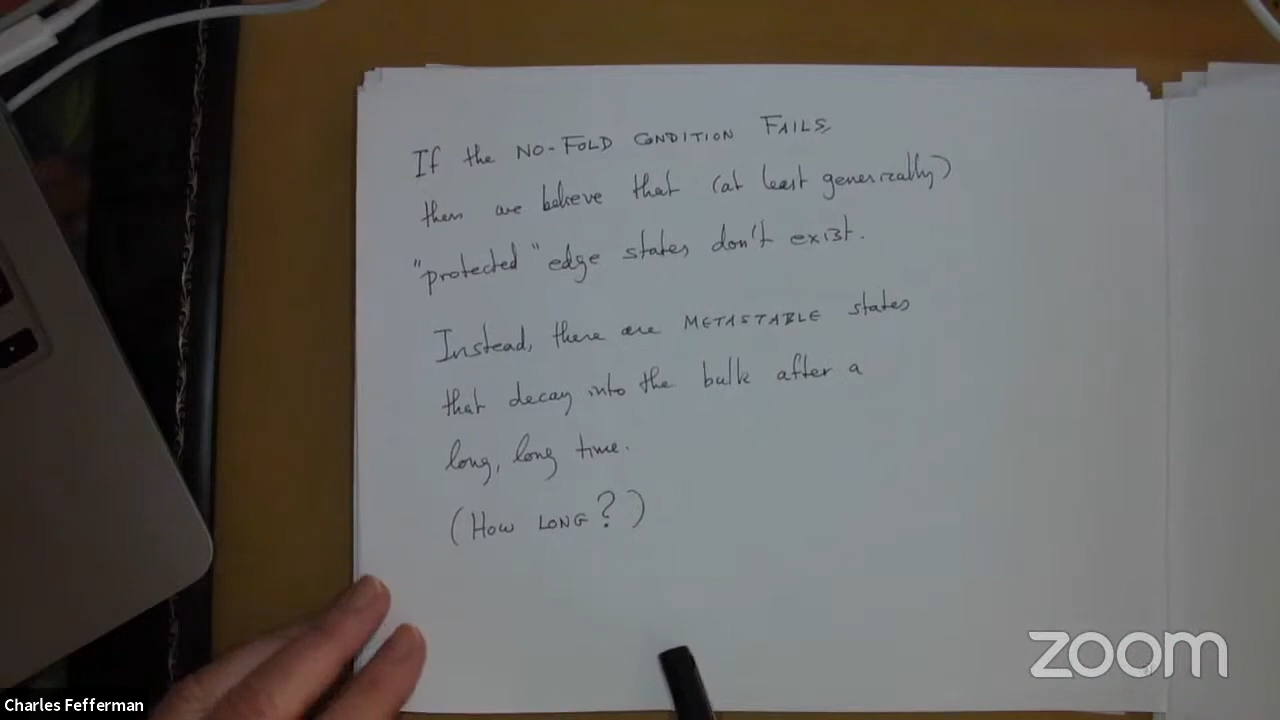 If the NO-FOLD CONDITION FAILS,
then we believe that (at least generically)
"protected" edge states don't exist.
Instead, there are METASTABLE states
that decay into the bulk after a
long, long time.
(HOW LONG?)
zoom
Charles Fefferman